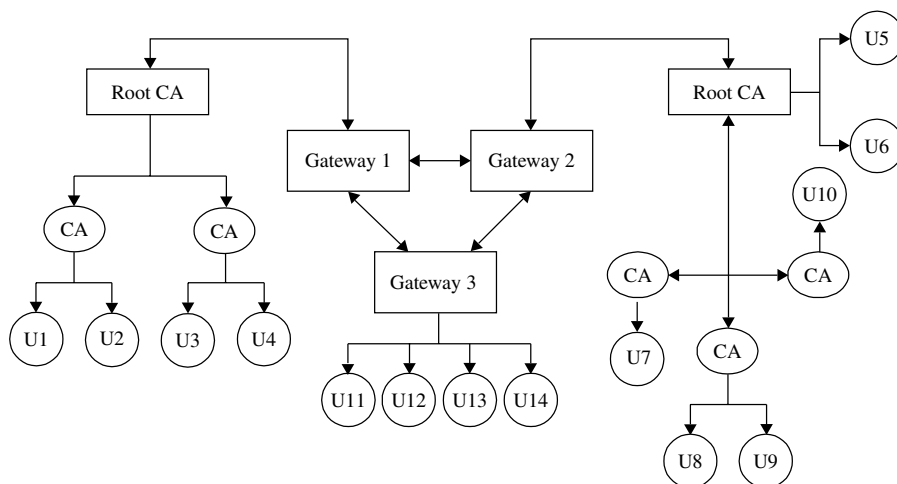 U5
Root CA
Root CA
Gateway 1
Gateway 2
U6
U10
CA
CA
Gateway 3
CA
CA
U1
U2
U3
U4
U7
CA
U11
U12
U13
U14
U8
U9